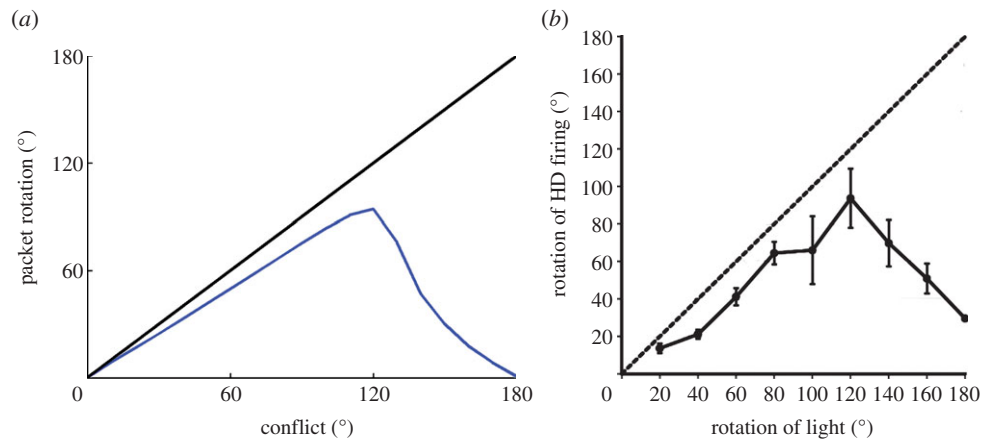 (a)
180
120
60
0
60
120
180
packet rotation (°)
conflict (°)
(b)
180
160
140
120
100
80
60
40
20
0
20 40 60 80 100 120 140 160 180
rotation of HD firing (°)
rotation of light (°)